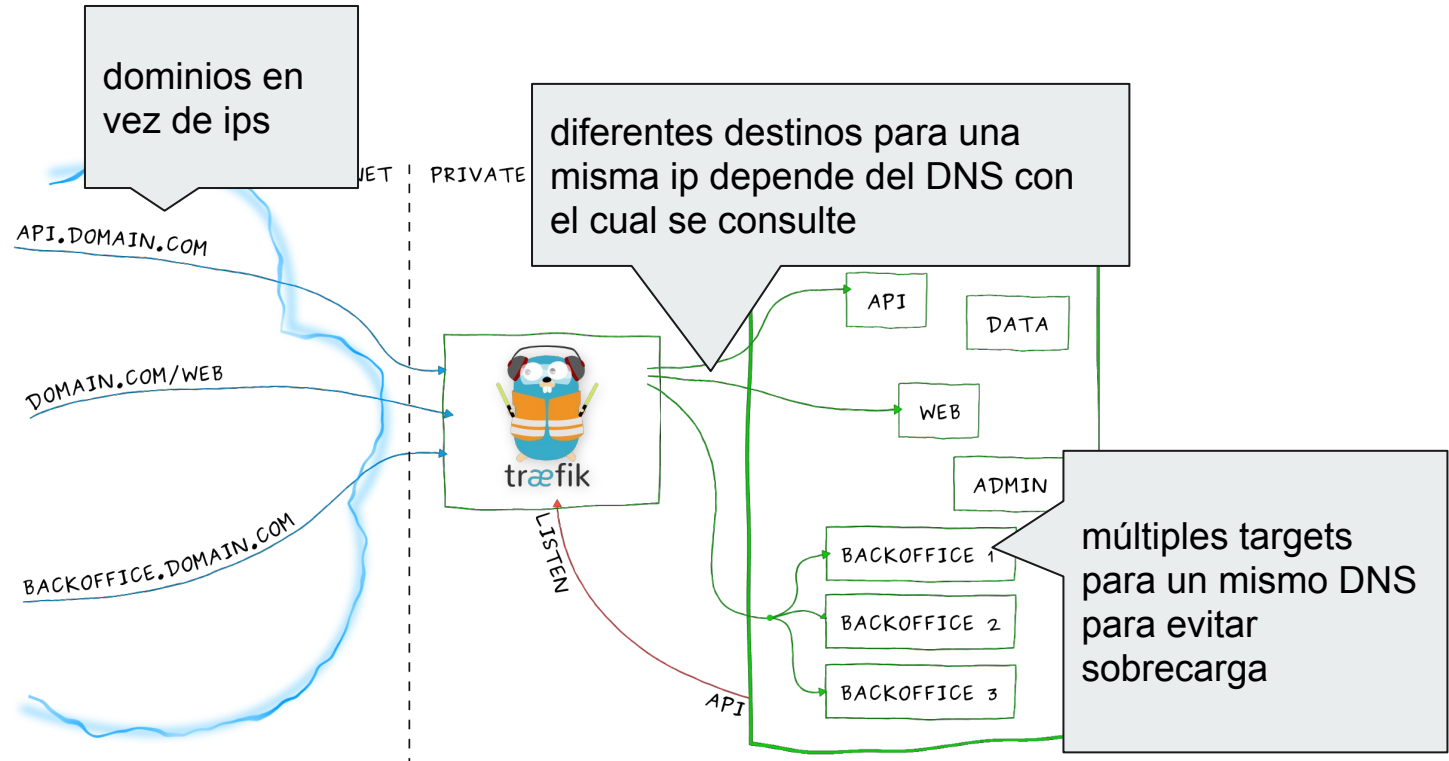 dominios en
vez de ips
diferentes destinos para una
misma ip depende del DNS con
el cual se consulte
PRIVATE
API.DOMAIN.COM
DOMAIN.COM/WEB
BACKOFFICE.DOMAIN.COM
træfik
LISTEN
API
API
DATA
WEB
ADMIN
BACKOFFICE 1
BACKOFFICE 2
BACKOFFICE 3
múltiples targets
para un mismo DNS
para evitar
sobrecarga